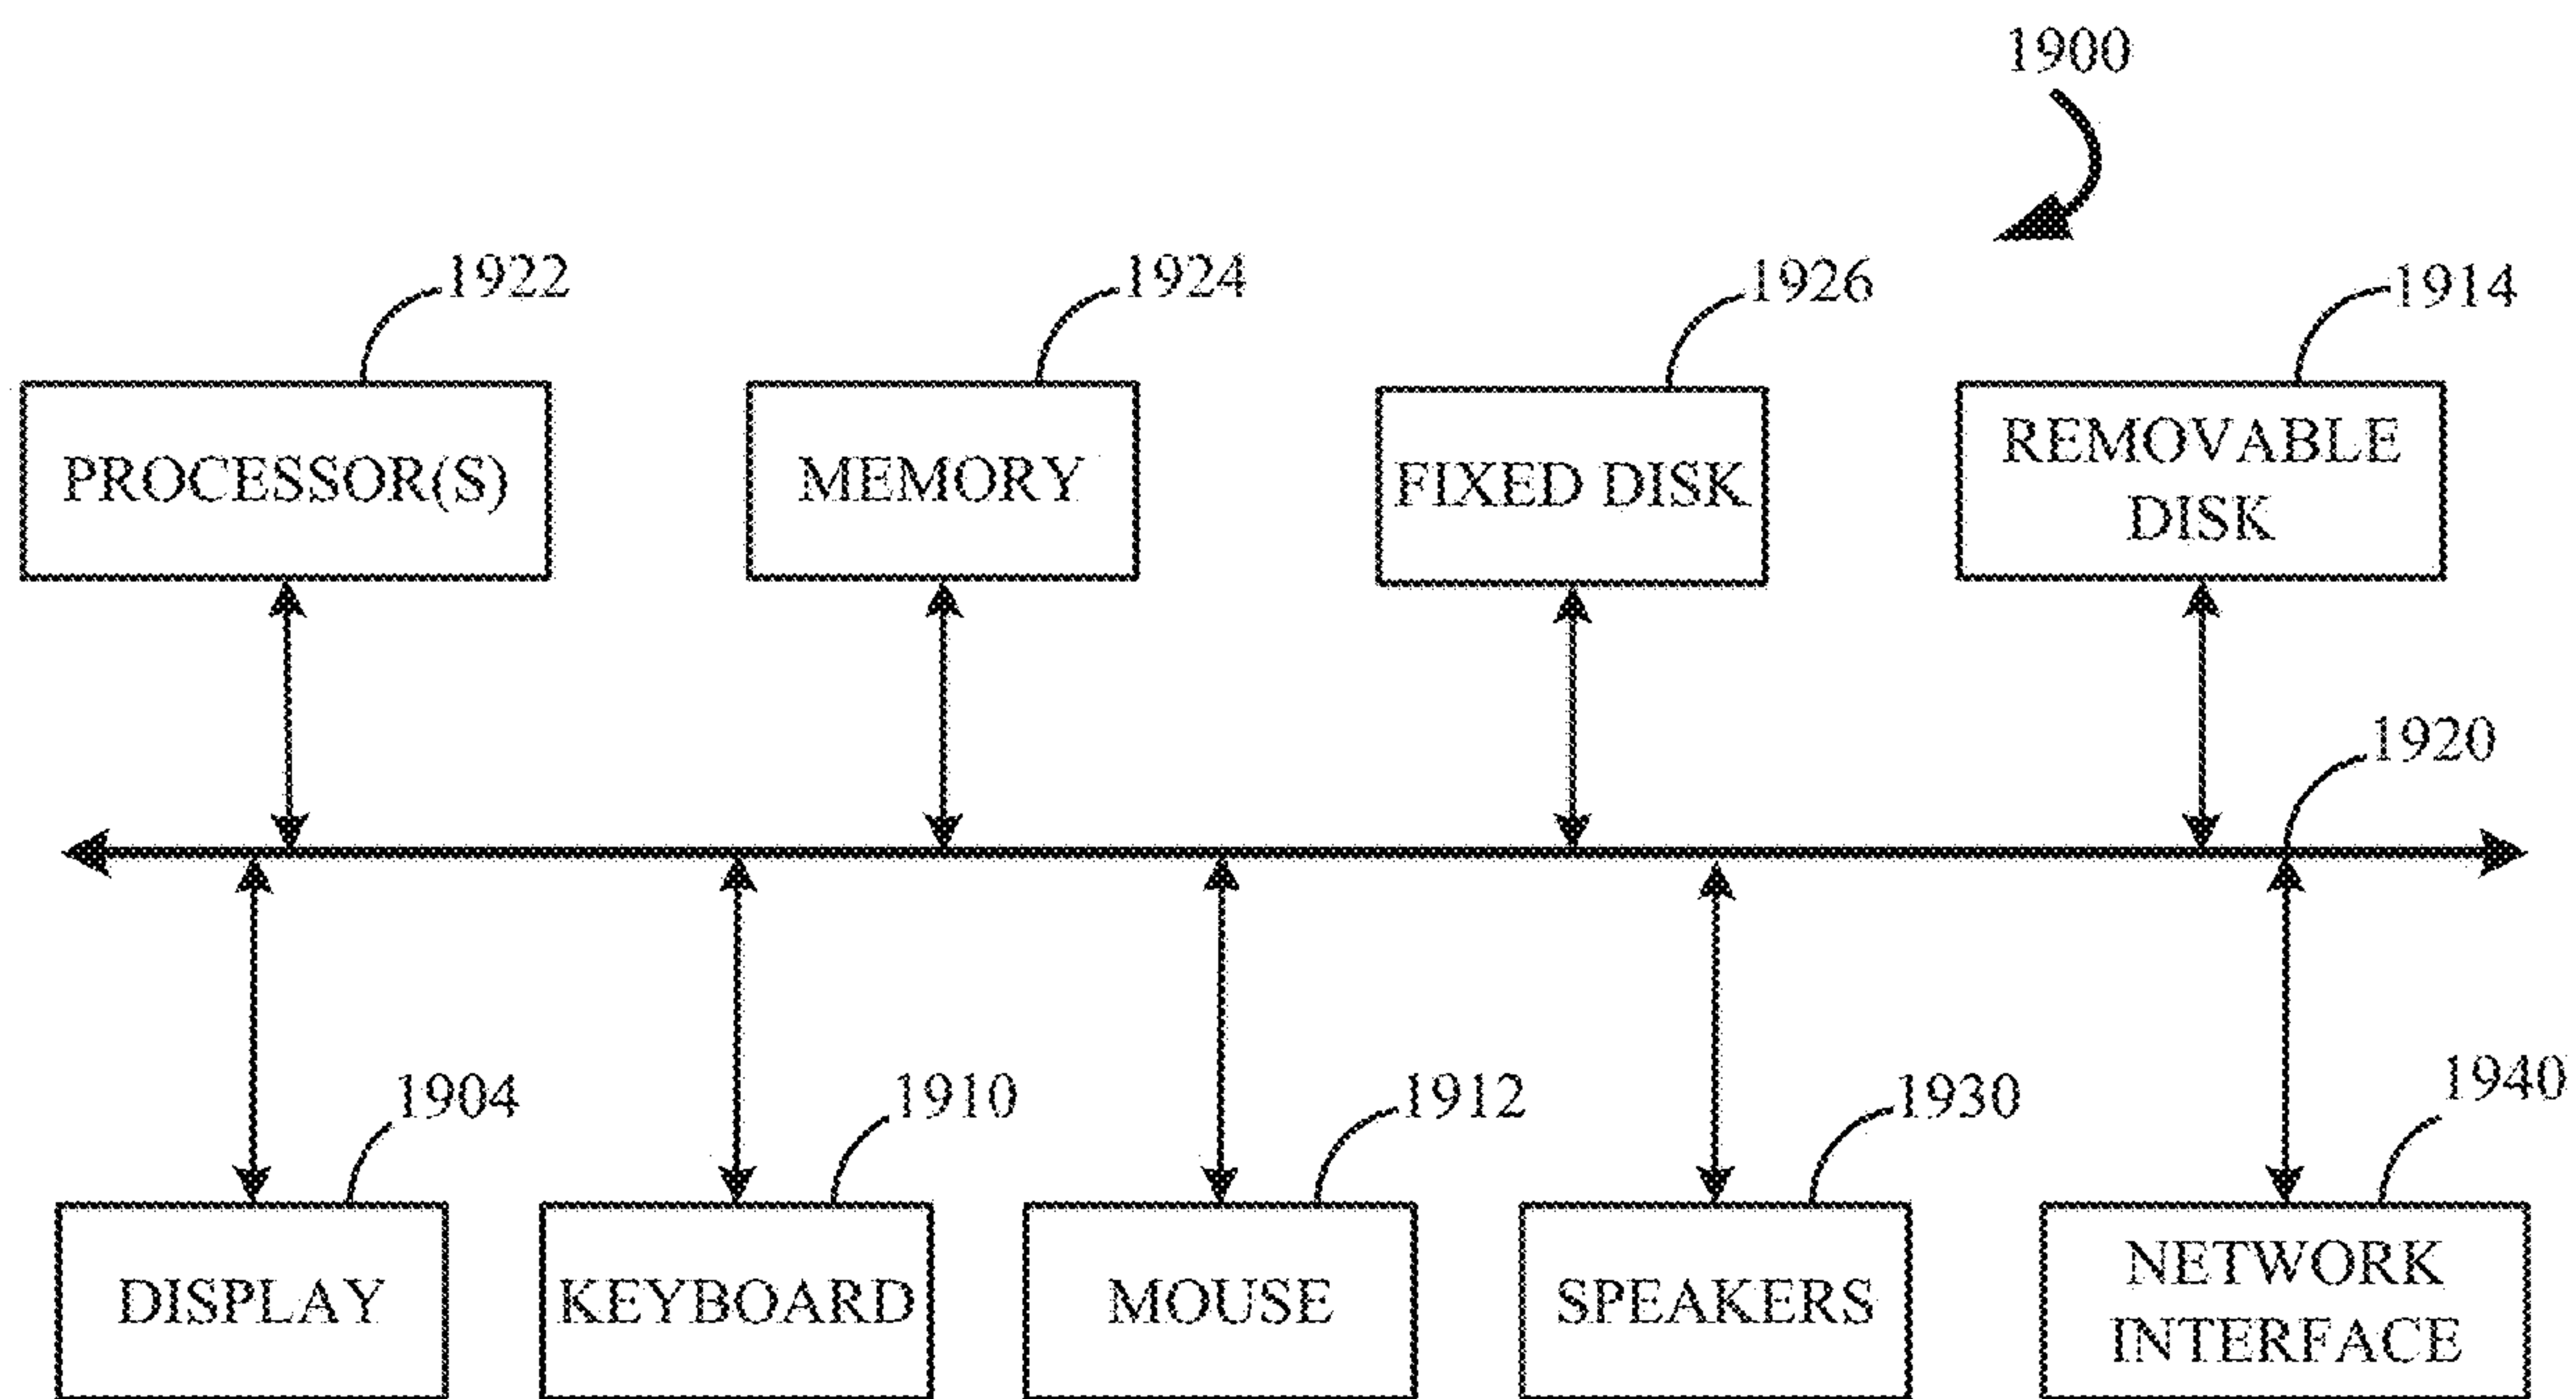 1900
1922
1924
1926
1914
PROCESSOR(S)
MEMORY
FIXED DISK
REMOVABLE
DISK
1920
1904
1910
1912
1930
1940
DISPLAY
KEYBOARD
MOUSE
SPEAKERS
NETWORK
INTERFACE